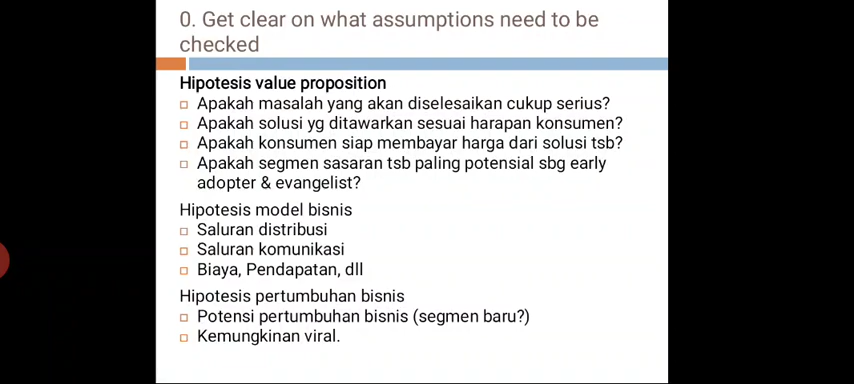 0. Get clear on what assumptions need to be
checked
Hipotesis value proposition
Apakah masalah yang akan diselesaikan cukup serius?
Apakah solusi yg ditawarkan sesuai harapan konsumen?
Apakah konsumen siap membayar harga dari solusi tsb?
Apakah segmen sasaran tsb paling potensial sbg early
adopter & evangelist?
Hipotesis model bisnis
Saluran distribusi
Saluran komunikasi
Biaya, Pendapatan, dll
Hipotesis pertumbuhan bisnis
Potensi pertumbuhan bisnis (segmen baru?)
Kemungkinan viral.